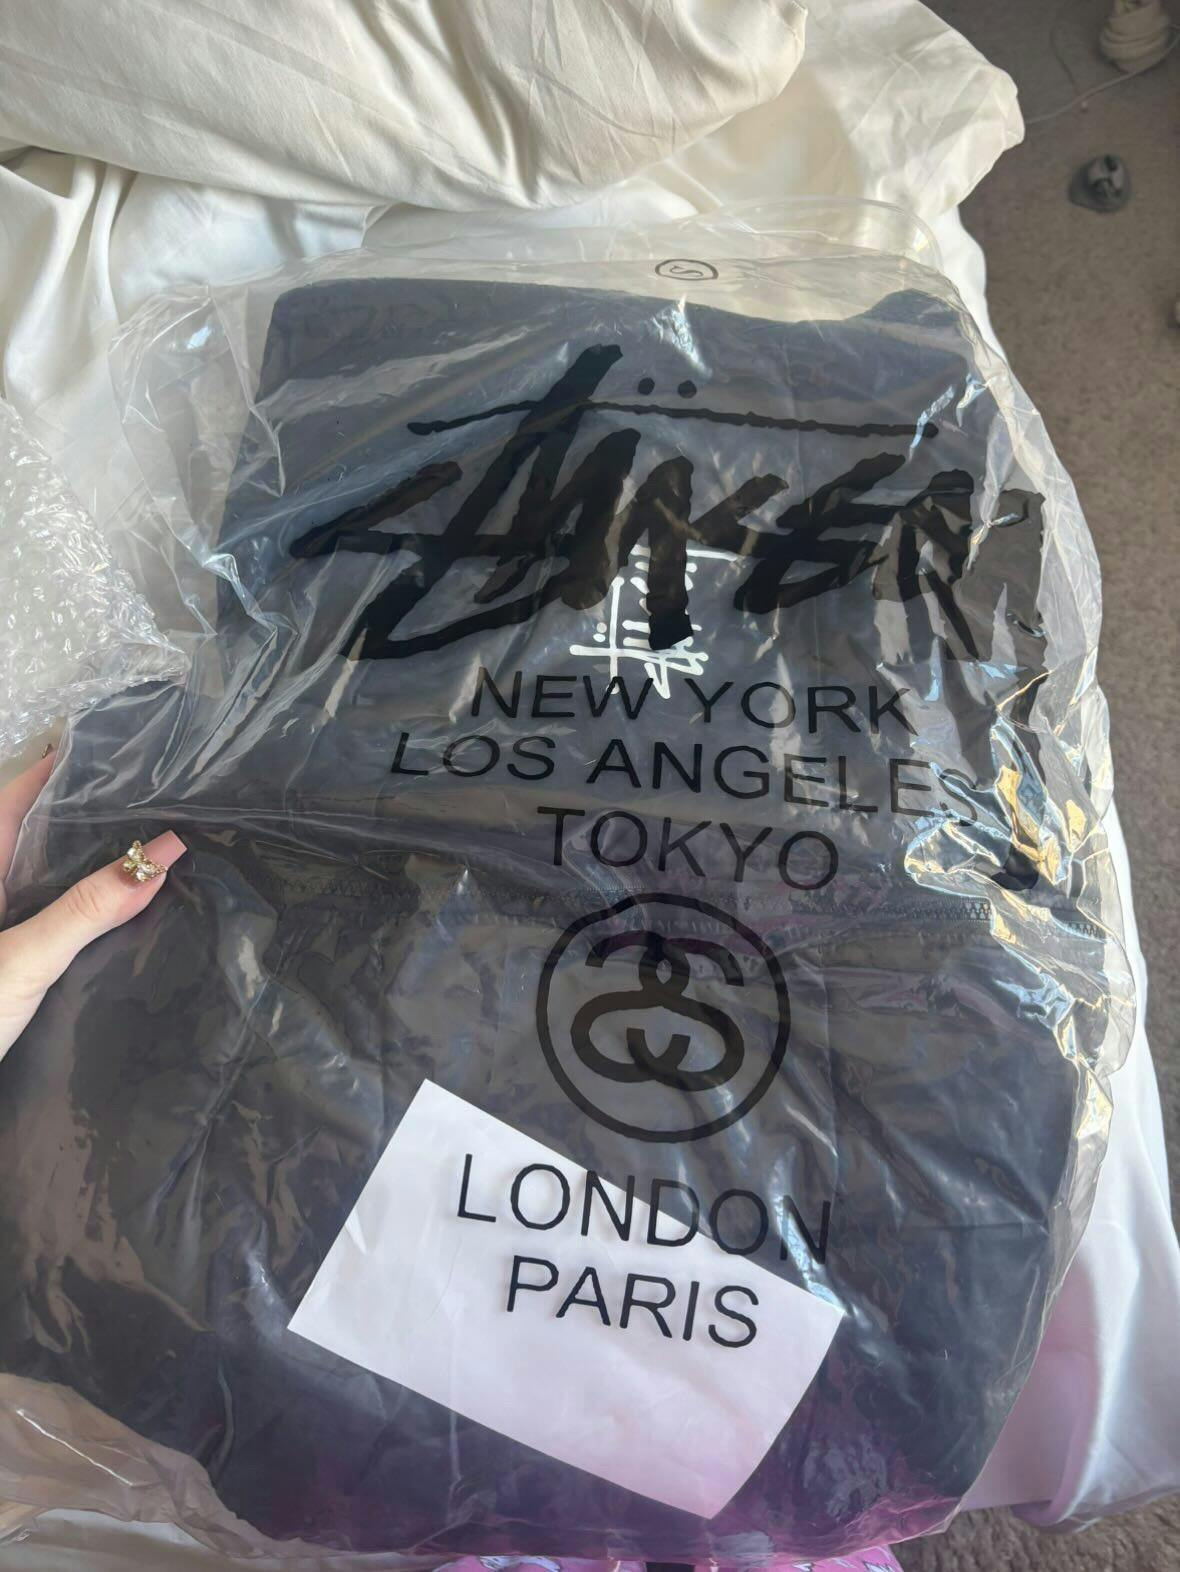 S
Stüssy
NEW YORK
LOS ANGELES
TOKYO
LONDON
PARIS